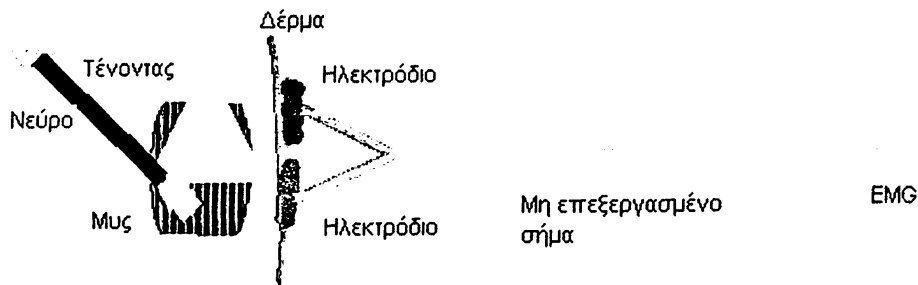 Δέρμα
Τένοντας
Ηλεκτρόδιο
Νεύρο
Μυς
Ηλεκτρόδιο
Μη επεξεργασμένο
σήμα
EMG